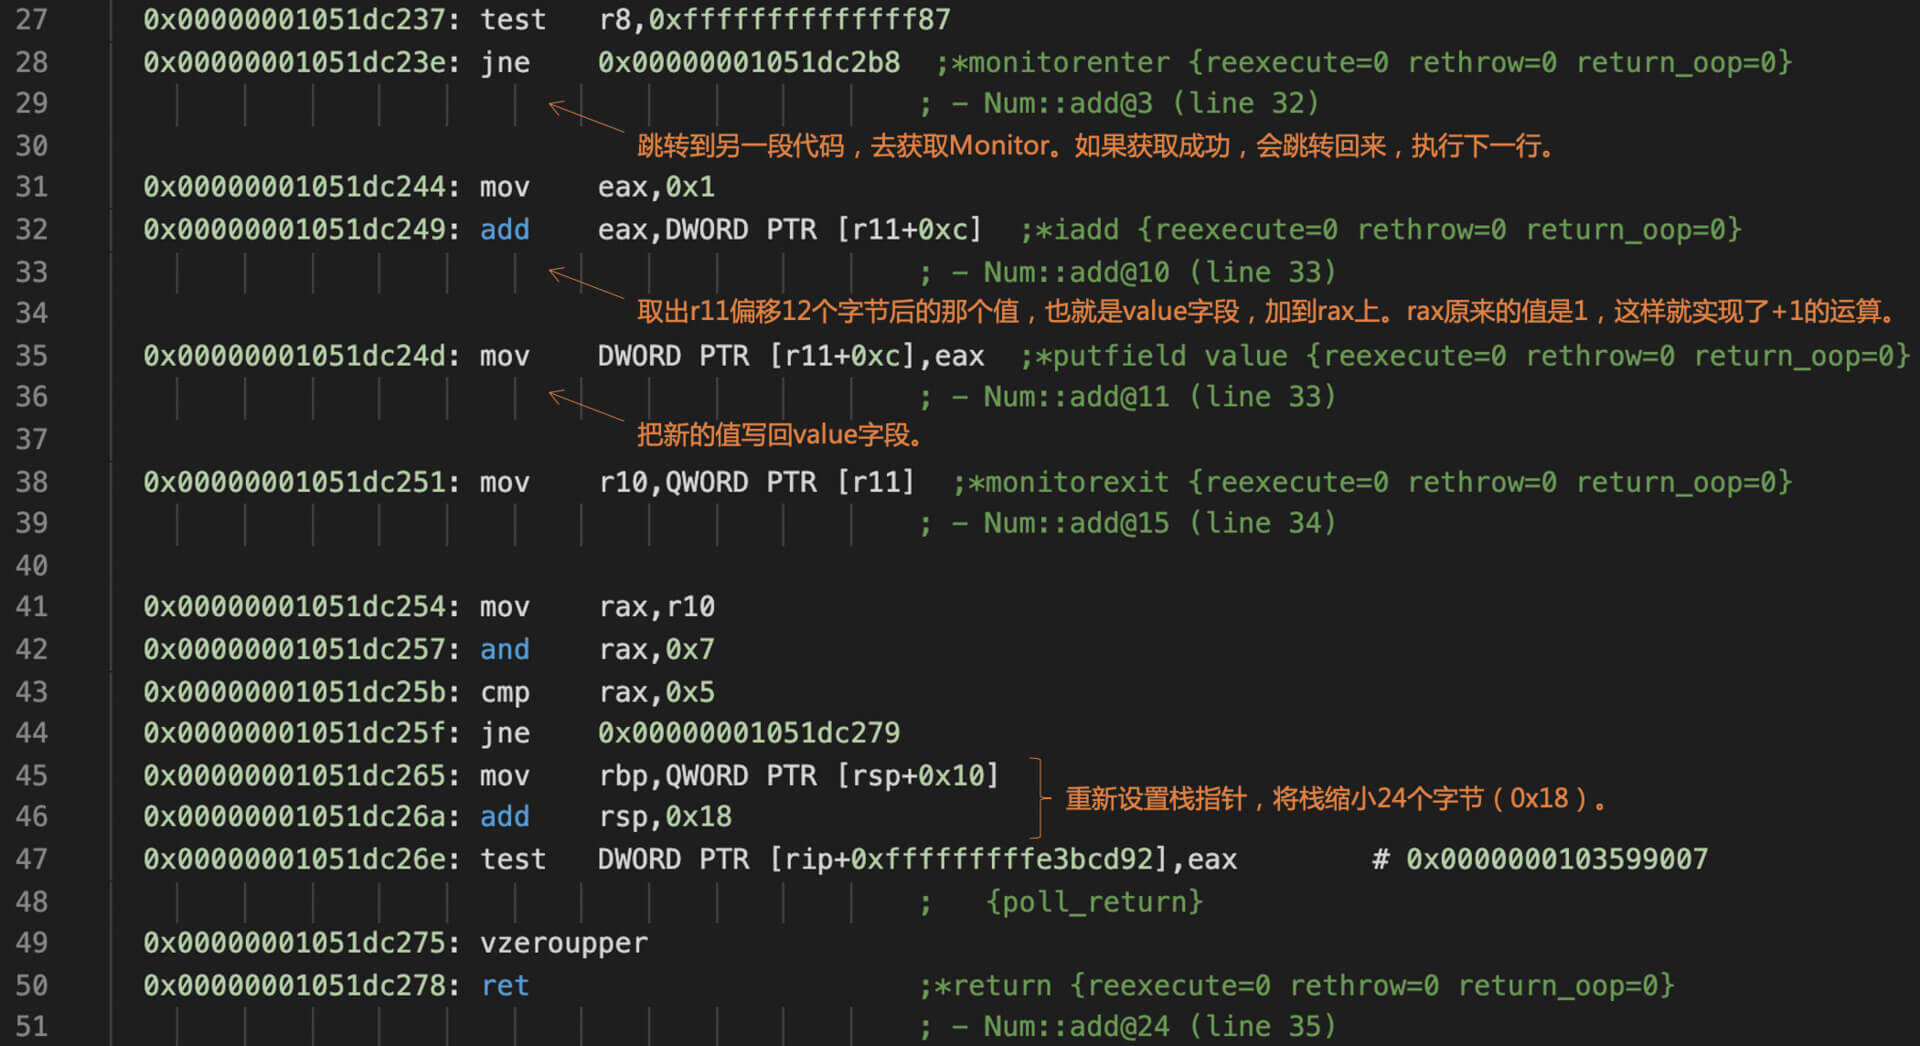 27 0x00000001051dc237: test r8,0xffffffffffffff87
28 0x00000001051dc23e: jne 0x00000001051dc2b8 ;*monitorenter {reexecute=0 rethrow=0 return_oop=0}
29 ; - Num::add@3 (line 32)
30 跳转到另一段代码，去获取Monitor。如果获取成功，会跳转回来，执行下一行。
31 0x00000001051dc244: mov eax,0x1
32 0x00000001051dc249: add eax,DWORD PTR [r11+0xc] ;*iadd {reexecute=0 rethrow=0 return_oop=0}
33 ; - Num::add@10 (line 33)
34 取出r11偏移12个字节后的那个值，也就是value字段，加到rax上。rax原来的值是1，这样就实现了+1的运算。
35 0x00000001051dc24d: mov DWORD PTR [r11+0xc],eax ;*putfield value {reexecute=0 rethrow=0 return_oop=0}
36 ; - Num::add@11 (line 33)
37 把新的值写回value字段。
38 0x00000001051dc251: mov r10,QWORD PTR [r11] ;*monitorexit {reexecute=0 rethrow=0 return_oop=0}
39 ; - Num::add@15 (line 34)
40
41 0x00000001051dc254: mov rax,r10
42 0x00000001051dc257: and rax,0x7
43 0x00000001051dc25b: cmp rax,0x5
44 0x00000001051dc25f: jne 0x00000001051dc279
45 0x00000001051dc265: mov rbp,QWORD PTR [rsp+0x10]
重新设置栈指针，将栈缩小24个字节（0x18）。
46 0x00000001051dc26a: add rsp,0x18
47 0x00000001051dc26e: test DWORD PTR [rip+0xfffffffffe3bcd92],eax # 0x0000000103599007
48 ; {poll_return}
49 0x00000001051dc275: vzeroupper
50 0x00000001051dc278: ret ;*return {reexecute=0 rethrow=0 return_oop=0}
51 ; - Num::add@24 (line 35)